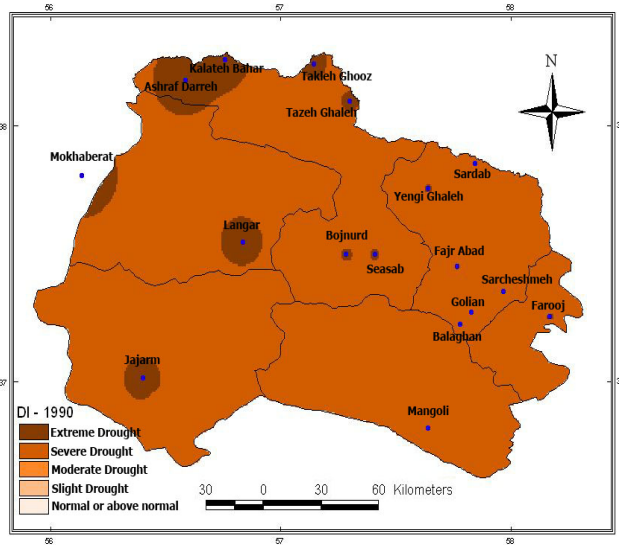 56 57 58
N
Kalateh Bahar
Takleh Ghooz
Ashraf Darreh
Tazeh Ghaleh
38
Mokhaberat
Sardab
Yengi Ghaleh
Langar
Bojnurd
Fajr Abad
Seasab
Sarcheshmeh
Golian
Farooj
Balaghan
Jajarm
37
Mangoli
DI - 1990
Extreme Drought
Severe Drought
Moderate Drought
Slight Drought
Normal or above normal
30 0 30 60 Kilometers
56 57 58